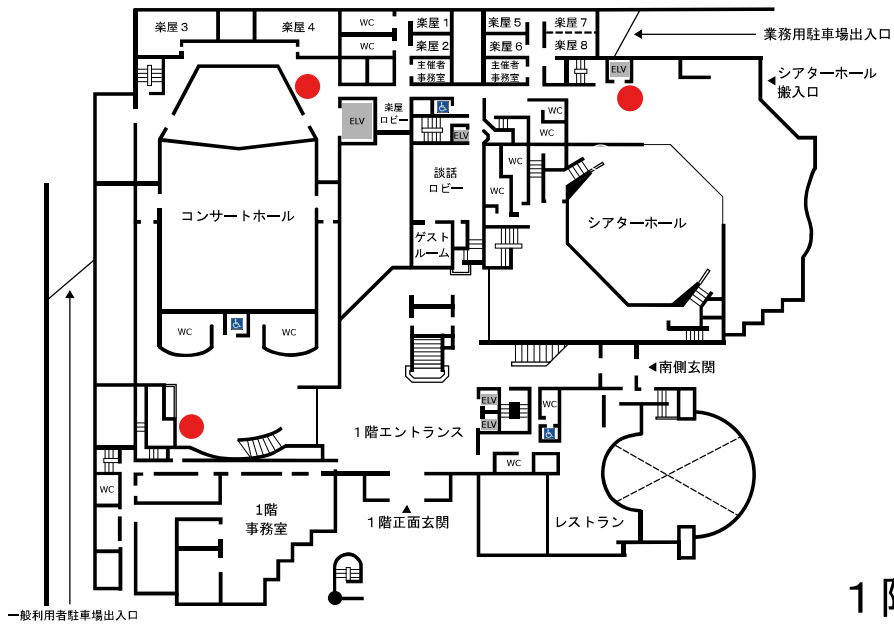 楽屋3
楽屋4
WC
WC
楽屋1
楽屋2
主催者
事務室
楽屋5
楽屋6
主催者
事務室
楽屋7
楽屋8
業務用駐車場出入口
ELV
シアターホール
搬入口
ELV
楽屋
ロビー
ELV
WC
WC
WC
WC
談話
ロビー
コンサートホール
シアターホール
ゲスト
ルーム
WC
WC
南側玄関
ELV
ELV
WC
1階エントランス
WC
WC
1階
事務室
1階正面玄関
レストラン
一般利用者駐車場出入口
1階